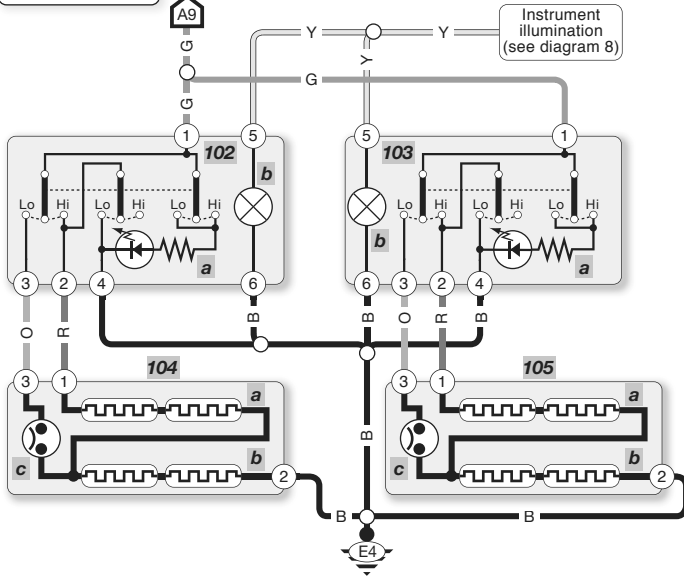 A9
Instrument
illumination
(see diagram 8)
Y Y
G
Y
G
G
1 5 5 1
102 103
b
b
Lo Hi Lo Hi Lo Hi
Lo Hi Lo Hi Lo Hi
a a
3 2 4 6 6 3 2 4
O R B B O R B
104 105
3 1 3 1
a a
B
c b c b
2 2
B B
E4